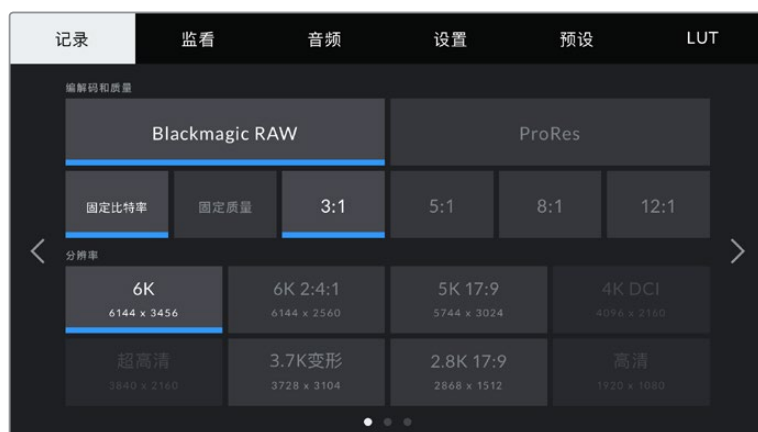 记录 监看 音频 设置 预设 LUT
编解码和质量
Blackmagic RAW ProRes
固定比特率 固定质量 3:1 5:1 8:1 12:1
分辨率
6K 6K 2:4:1 5K 17:9 4K DCI
6144 x 3456 6144 x 2560 5744 x 3024 4096 x 2160
超高清 3.7K变形 2.8K 17:9 高清
3840 x 2160 3728 x 3104 2868 x 1512 1920 x 1080